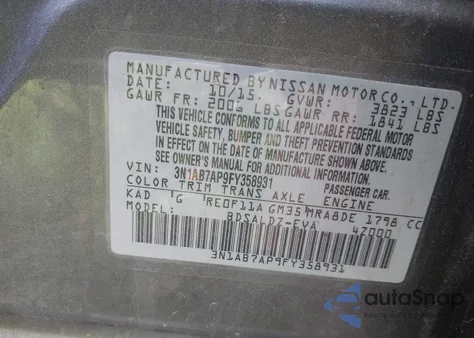 MANUFACTURED BY NISSAN MOTOR CO., LTD.
DATE: 10/15. GVWR: 3823 LBS
GAWR FR: 2006 LBS GAWR RR: 1841 LBS
THIS VEHICLE CONFORMS TO ALL APPLICABLE FEDERAL MOTOR
VEHICLE SAFETY, BUMPER AND THEFT PREVENTION STANDARDS
IN EFFECT ON THE DATE OF MANUFACTURE SHOWN ABOVE.
SEE OWNER'S MANUAL FOR ADDITIONAL INFORMATION.
VIN: 3N1AB7AP9FY358931 PASSENGER CAR.
COLOR TRIM TRANS AXLE ENGINE
KAD G RE0F11A GM35 MRA8DE 1798 CC
BDSALDZ-EVA 4Z000
3N1AB7AP9FY358931
autoSnap